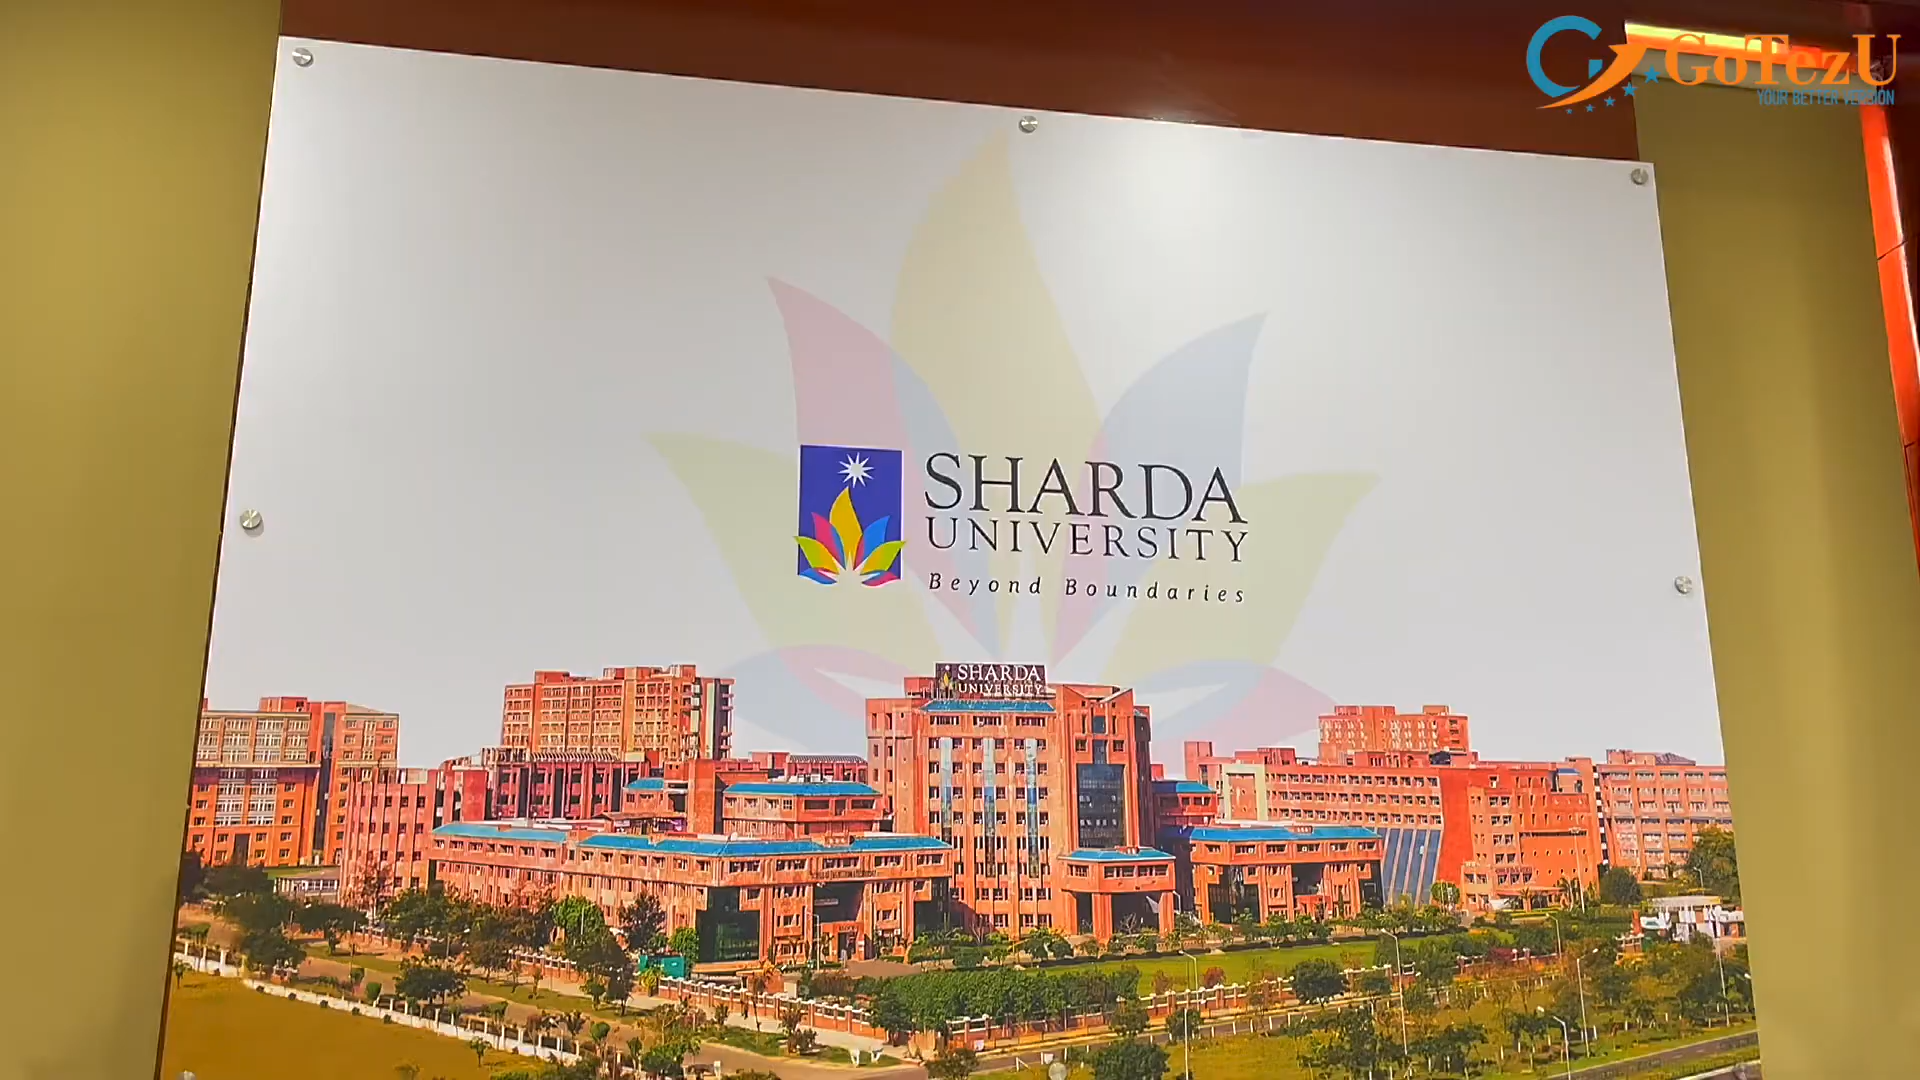 GoTezU
YOUR BETTER VERSION
SHARDA
UNIVERSITY
Beyond Boundaries
SHARDA
UNIVERSITY